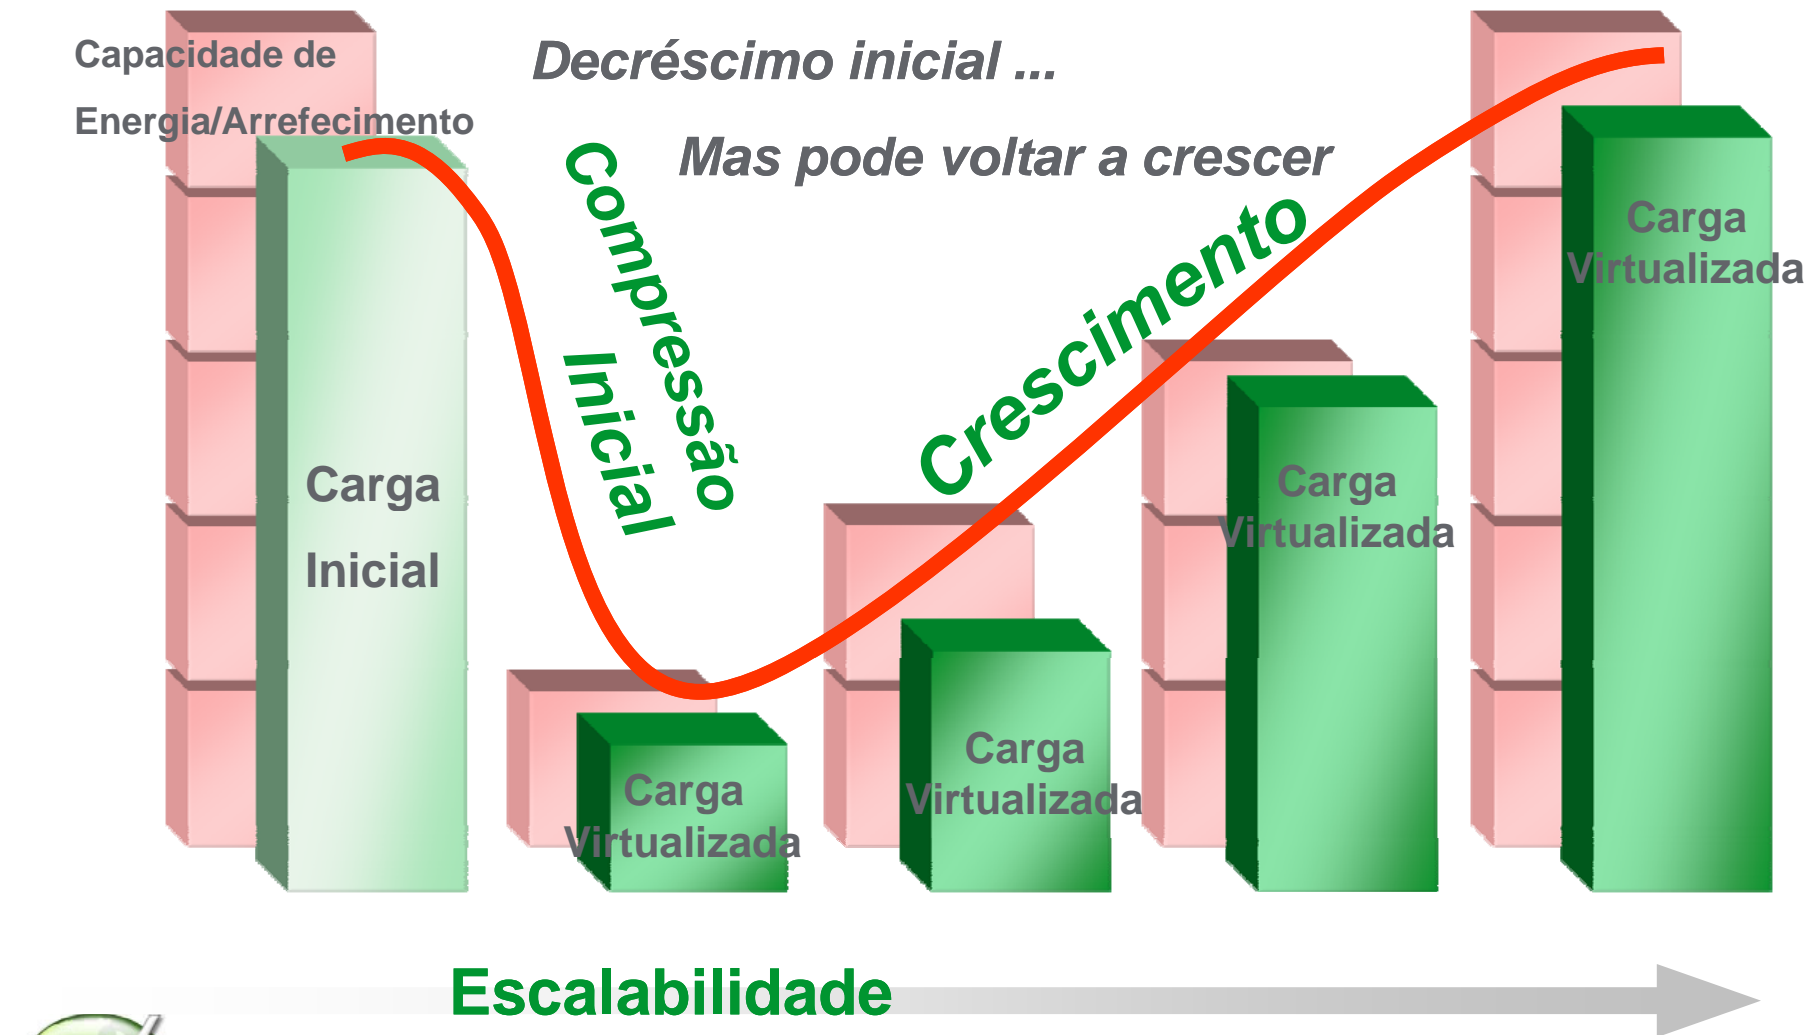 Capacidade de
Energia/Arrefecimento
Decréscimo inicial ...
Mas pode voltar a crescer
Compressão
Inicial
Crescimento
Carga
Inicial
Carga
Virtualizada
Carga
Virtualizada
Carga
Virtualizada
Carga
Virtualizada
Escalabilidade